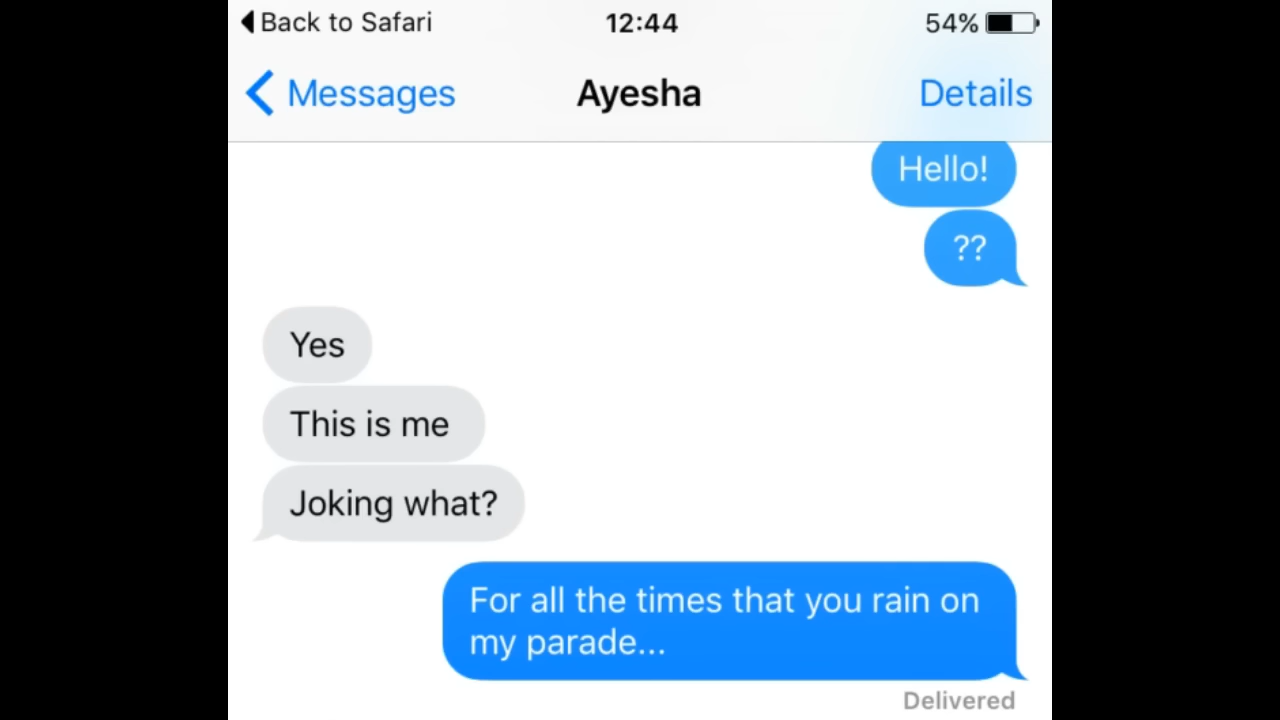 Back to Safari 12:44 54%
Messages Ayesha Details
Hello!
??
Yes
This is me
Joking what?
For all the times that you rain on
my parade...
Delivered